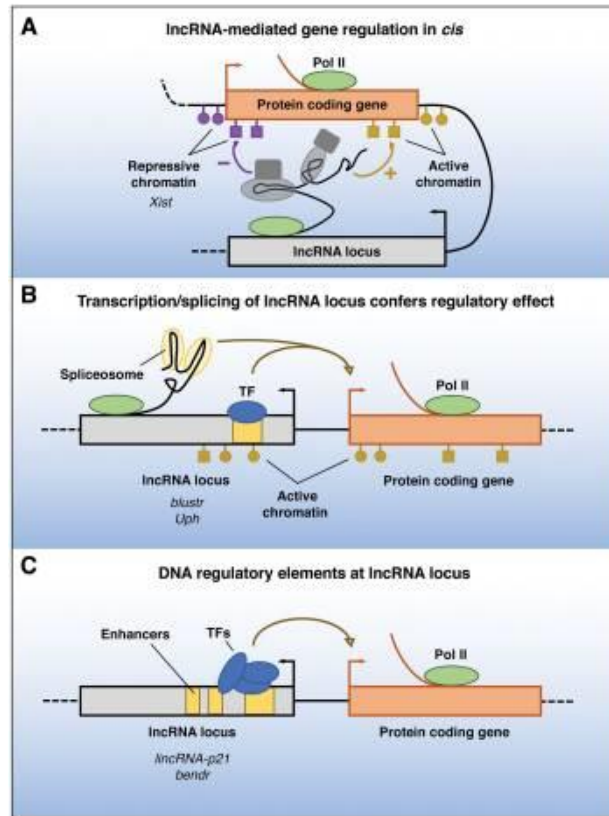 A
lncRNA-mediated gene regulation in cis
Pol II
Protein coding gene
Repressive
chromatin
Xist
−
+
Active
chromatin
lncRNA locus
B
Transcription/splicing of lncRNA locus confers regulatory effect
Spliceosome
TF
Pol II
lncRNA locus
blustr
Uph
Active
chromatin
Protein coding gene
C
DNA regulatory elements at lncRNA locus
Enhancers
TFs
Pol II
lncRNA locus
lincRNA-p21
bendr
Protein coding gene